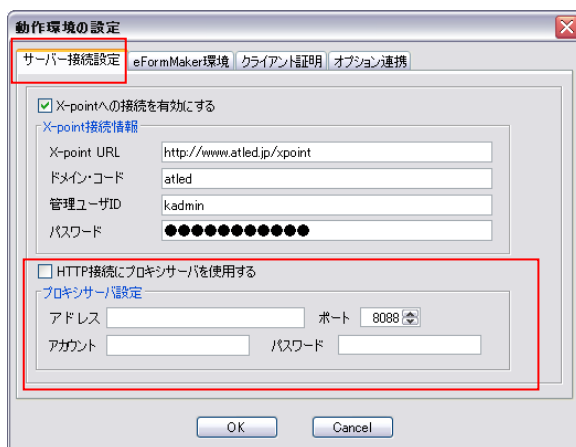 動作環境の設定
サーバー接続設定 eFormMaker環境 クライアント証明 オプション連携
X-pointへの接続を有効にする
X-point接続情報
X-point URL http://www.atled.jp/xpoint
ドメイン・コード atled
管理ユーザID kadmin
パスワード ●●●●●●●●●●●
HTTP接続にプロキシサーバを使用する
プロキシサーバ設定
アドレス ポート 8088
アカウント パスワード
OK Cancel